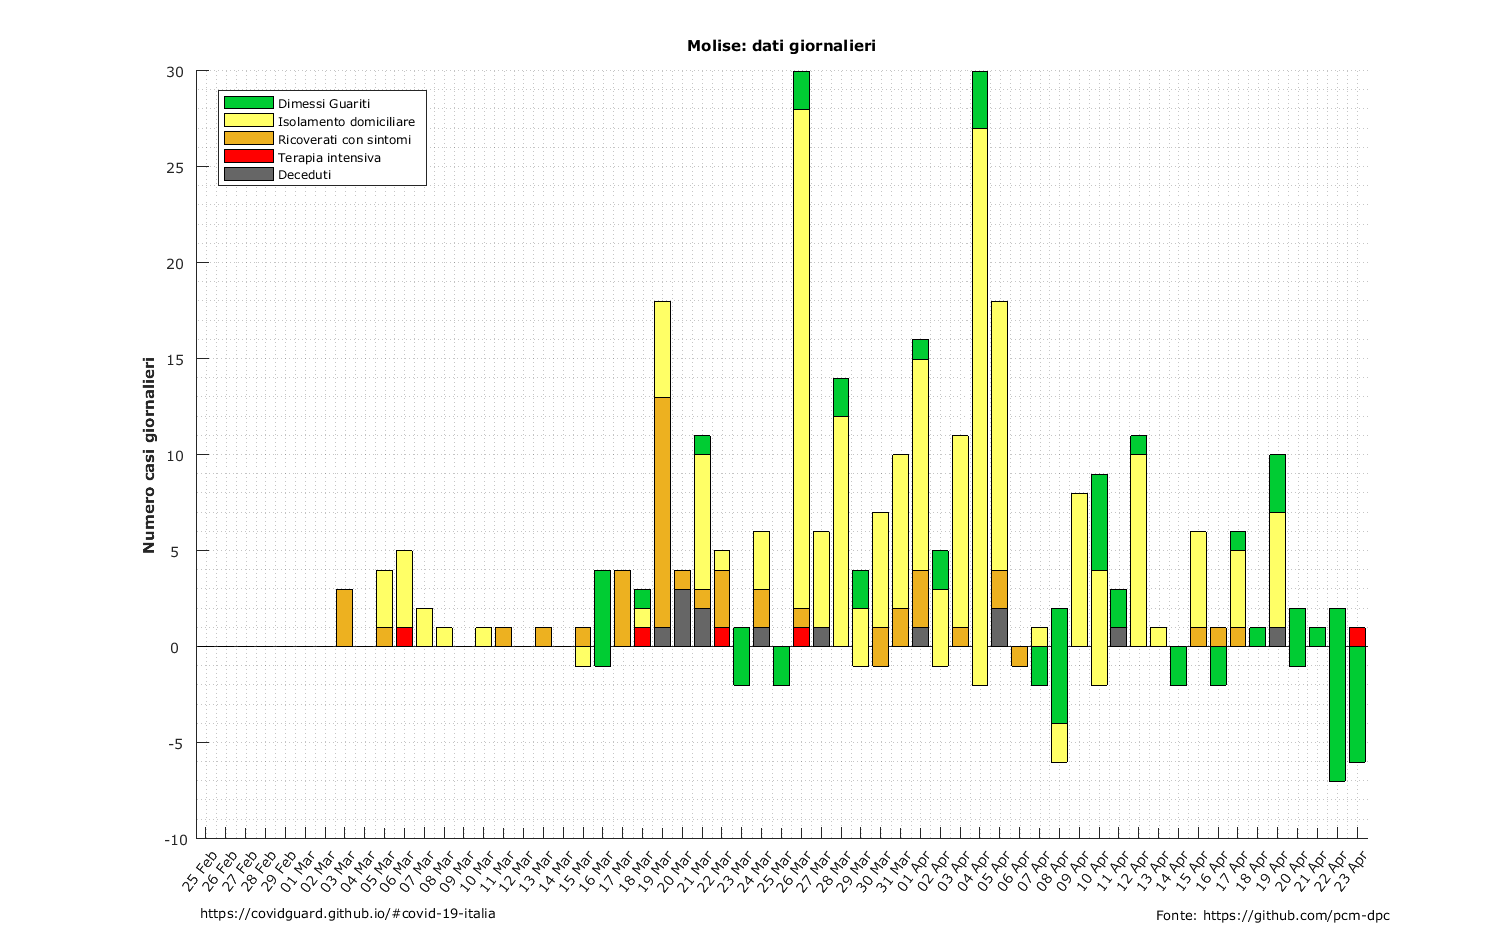 Molise: dati giornalieri
30
25
20
15
10
5
0
-5
-10
Numero casi giornalieri
Dimessi Guariti
Isolamento domiciliare
Ricoverati con sintomi
Terapia intensiva
Deceduti
25 Feb
26 Feb
27 Feb
28 Feb
29 Feb
01 Mar
02 Mar
03 Mar
04 Mar
05 Mar
06 Mar
07 Mar
08 Mar
09 Mar
10 Mar
11 Mar
12 Mar
13 Mar
14 Mar
15 Mar
16 Mar
17 Mar
18 Mar
19 Mar
20 Mar
21 Mar
22 Mar
23 Mar
24 Mar
25 Mar
26 Mar
27 Mar
28 Mar
29 Mar
30 Mar
31 Mar
01 Apr
02 Apr
03 Apr
04 Apr
05 Apr
06 Apr
07 Apr
08 Apr
09 Apr
10 Apr
11 Apr
12 Apr
13 Apr
14 Apr
15 Apr
16 Apr
17 Apr
18 Apr
19 Apr
20 Apr
21 Apr
22 Apr
23 Apr
https://covidguard.github.io/#covid-19-italia
Fonte: https://github.com/pcm-dpc